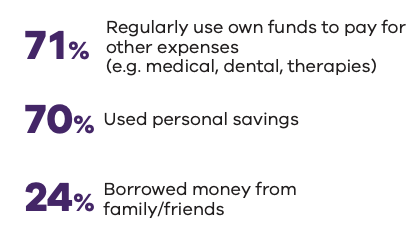 71% Regularly use own funds to pay for
other expenses
(e.g. medical, dental, therapies)
70% Used personal savings
24% Borrowed money from
family/friends